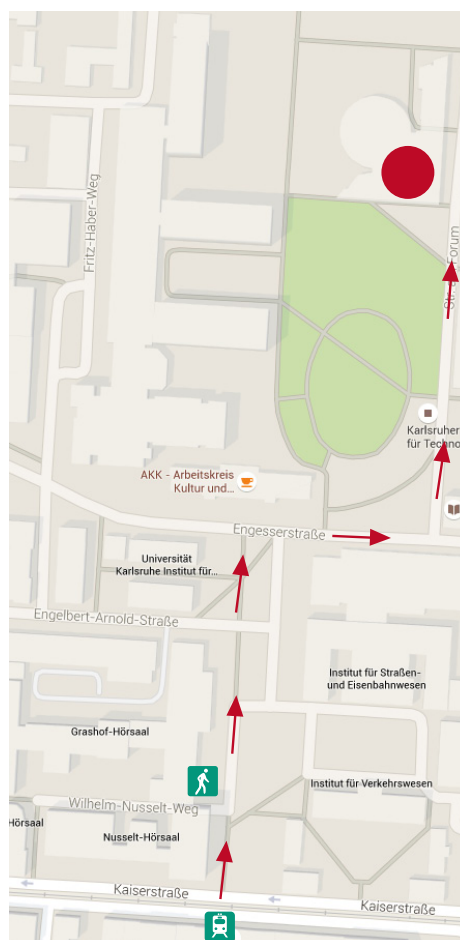 Fritz-Haber-Weg
Forum
Karlsruher
für Techno
AKK - Arbeitskreis
Kultur und...
Engesserstraße
Universität
Karlsruhe Institut für...
Engelbert-Arnold-Straße
Institut für Straßen-
und Eisenbahnwesen
Grashof-Hörsaal
Institut für Verkehrswesen
Wilhelm-Nusselt-Weg
Hörsaal
Nusselt-Hörsaal
Kaiserstraße
Kaiserstraße